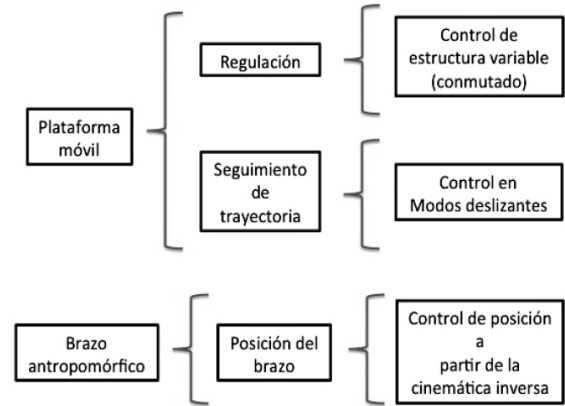 Plataforma
móvil
Regulación
Control de
estructura variable
(conmutado)
Seguimiento
de
trayectoria
Control en
Modos deslizantes
Brazo
antropomórfico
Posición del
brazo
Control de posición
a
partir de la
cinemática inversa